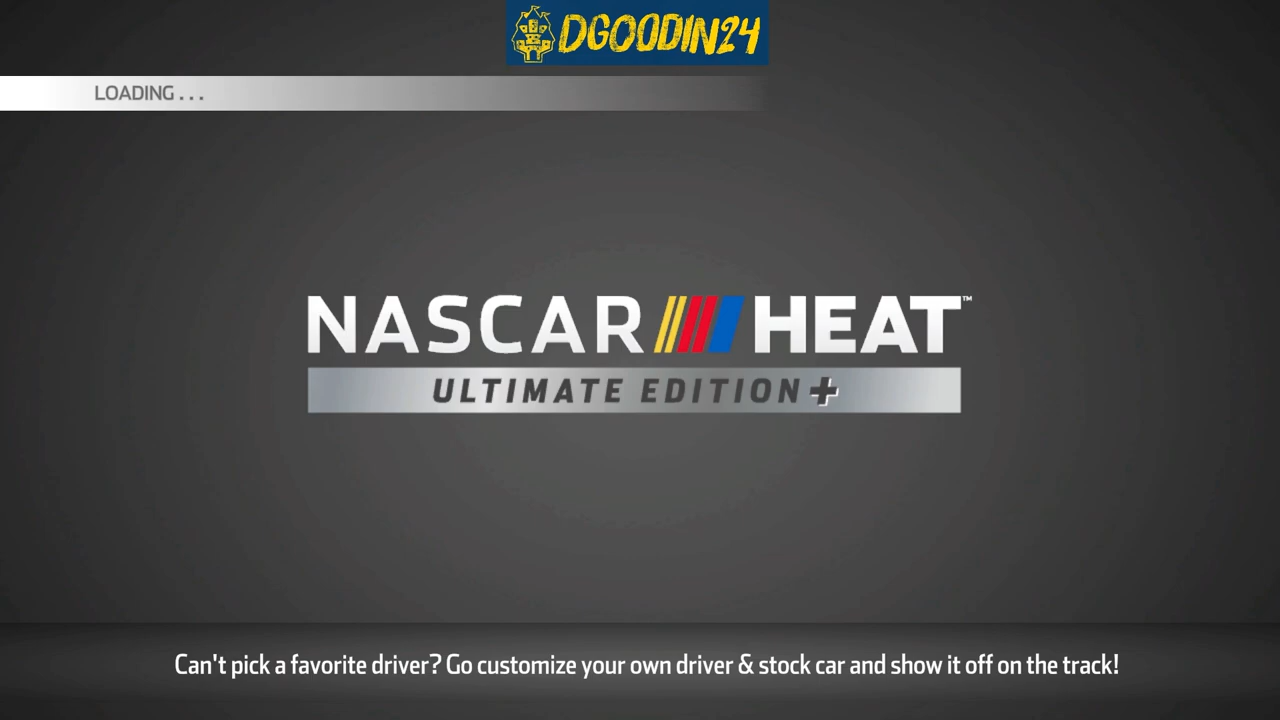 DGOODIN24
LOADING . . .
NASCAR HEAT™
ULTIMATE EDITION+
Can't pick a favorite driver? Go customize your own driver & stock car and show it off on the track!